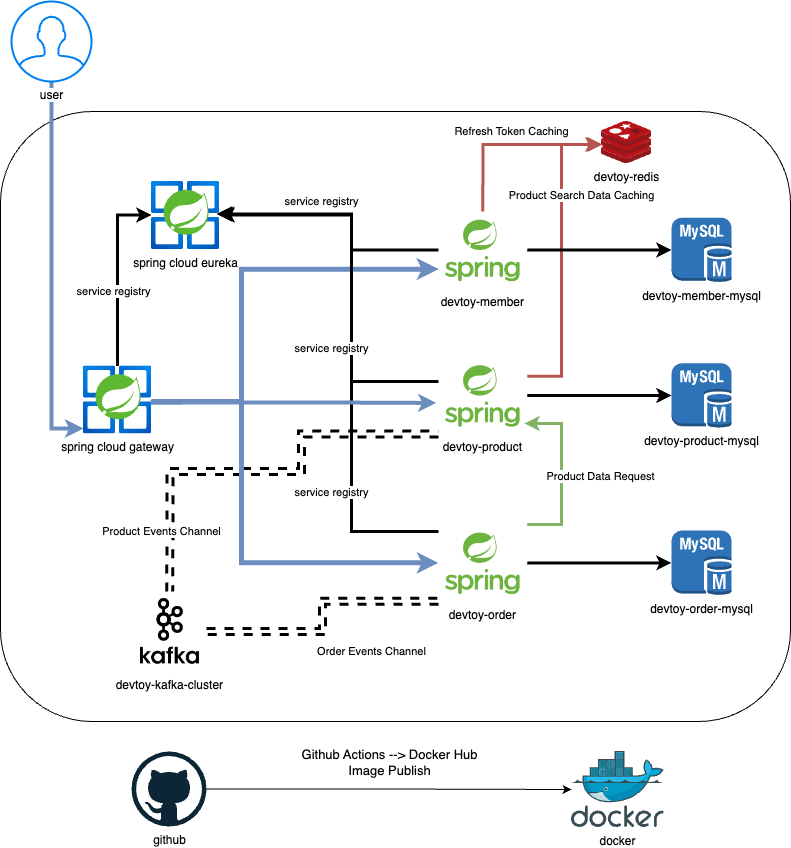 user
Refresh Token Caching
devtoy-redis
service registry
Product Search Data Caching
MySQL
M
spring cloud eureka
spring
service registry
devtoy-member
devtoy-member-mysql
service registry
MySQL
M
spring
spring cloud gateway
devtoy-product
devtoy-product-mysql
service registry
Product Data Request
Product Events Channel
MySQL
M
spring
devtoy-order
devtoy-order-mysql
kafka
Order Events Channel
devtoy-kafka-cluster
Github Actions --> Docker Hub
Image Publish
docker
github
docker